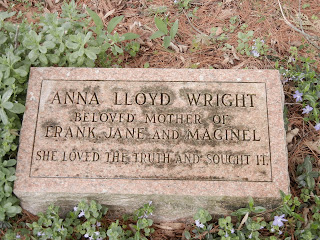 ANNA LLOYD WRIGHT
BELOVED MOTHER OF
FRANK, JANE AND MAGINEL
SHE LOVED THE TRUTH AND SOUGHT IT.